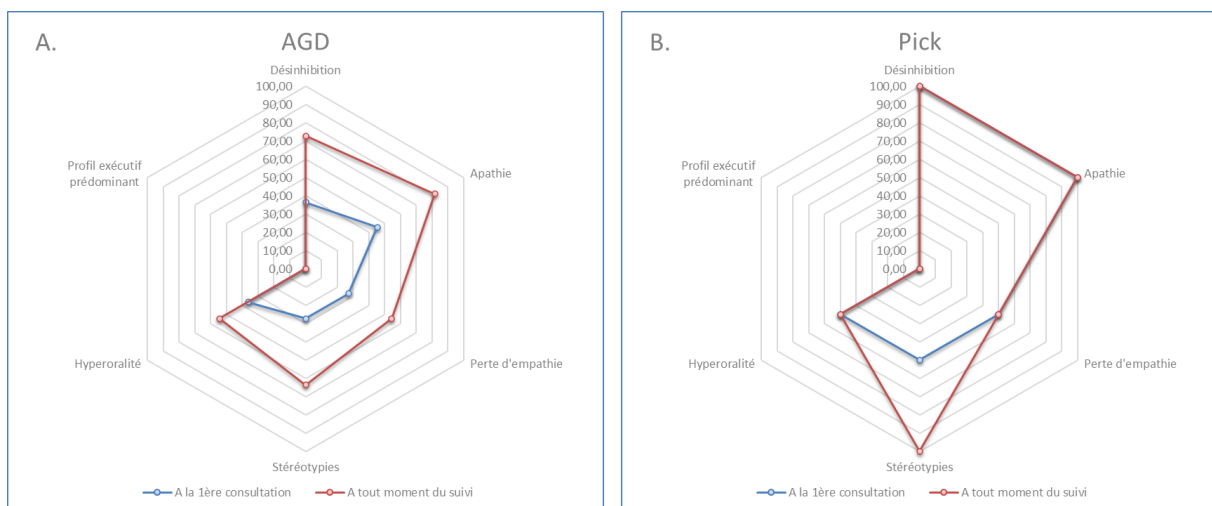 A.
AGD
Désinhibition
100,00
90,00
80,00
70,00
60,00
50,00
40,00
30,00
20,00
10,00
0,00
Profil exécutif
prédominant
Apathie
Hyperoralité
Perte d'empathie
Stéréotypies
A la 1ère consultation
A tout moment du suivi
B.
Pick
Désinhibition
100,00
90,00
80,00
70,00
60,00
50,00
40,00
30,00
20,00
10,00
0,00
Profil exécutif
prédominant
Apathie
Hyperoralité
Perte d'empathie
Stéréotypies
A la 1ère consultation
A tout moment du suivi